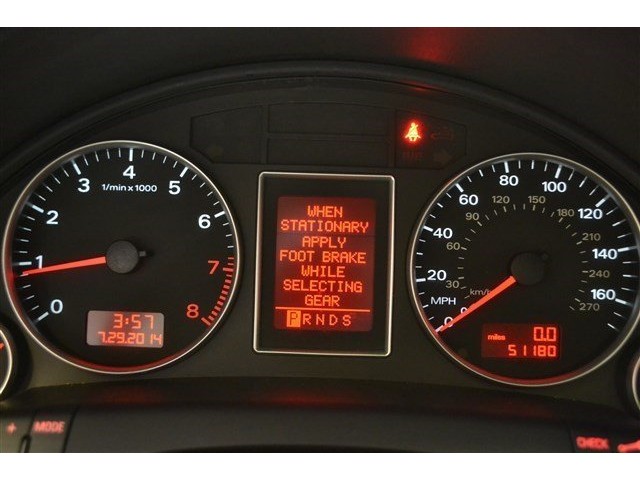 0 1 2 3 4 5 6 7 8
1/min x 1000
3:57
7.29.2014
WHEN
STATIONARY
APPLY
FOOT BRAKE
WHILE
SELECTING
GEAR
PRNDS
0 20 40 60 80 100 120 140 160
30 60 90 120 150 180 210 240 270
MPH
km/h
miles 0.0
51180
+ MODE
CHECK